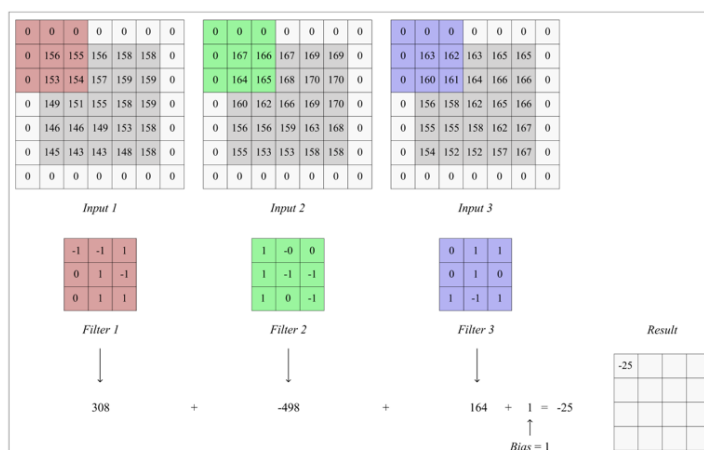 0 0 0 0 0 0 0 0 0 0 0 0 0 0 0 0 0 0 0 0 0
0 156 155 156 158 158 0 0 167 166 167 169 169 0 0 163 162 163 165 165 0
0 153 154 157 159 159 0 0 164 165 168 170 170 0 0 160 161 164 166 166 0
0 149 151 155 158 159 0 0 160 162 166 169 170 0 0 156 158 162 165 166 0
0 146 146 149 153 158 0 0 156 156 159 163 168 0 0 155 155 158 162 167 0
0 145 143 143 148 158 0 0 155 153 153 158 158 0 0 154 152 152 157 167 0
0 0 0 0 0 0 0 0 0 0 0 0 0 0 0 0 0 0 0 0 0
Input 1 Input 2 Input 3
-1 -1 1 1 -0 0 0 1 1
0 1 -1 1 -1 -1 0 1 0
0 1 1 1 0 -1 1 -1 1
Filter 1 Filter 2 Filter 3 Result
-25
308 + -498 + 164 + 1 = -25
Bias = 1